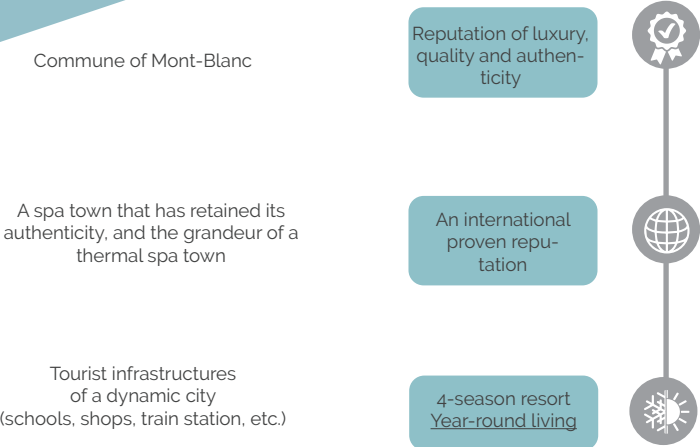 Commune of Mont-Blanc
Reputation of luxury,
quality and authen-
ticity
A spa town that has retained its
authenticity, and the grandeur of a
thermal spa town
An international
proven repu-
tation
Tourist infrastructures
of a dynamic city
(schools, shops, train station, etc.)
4-season resort
Year-round living